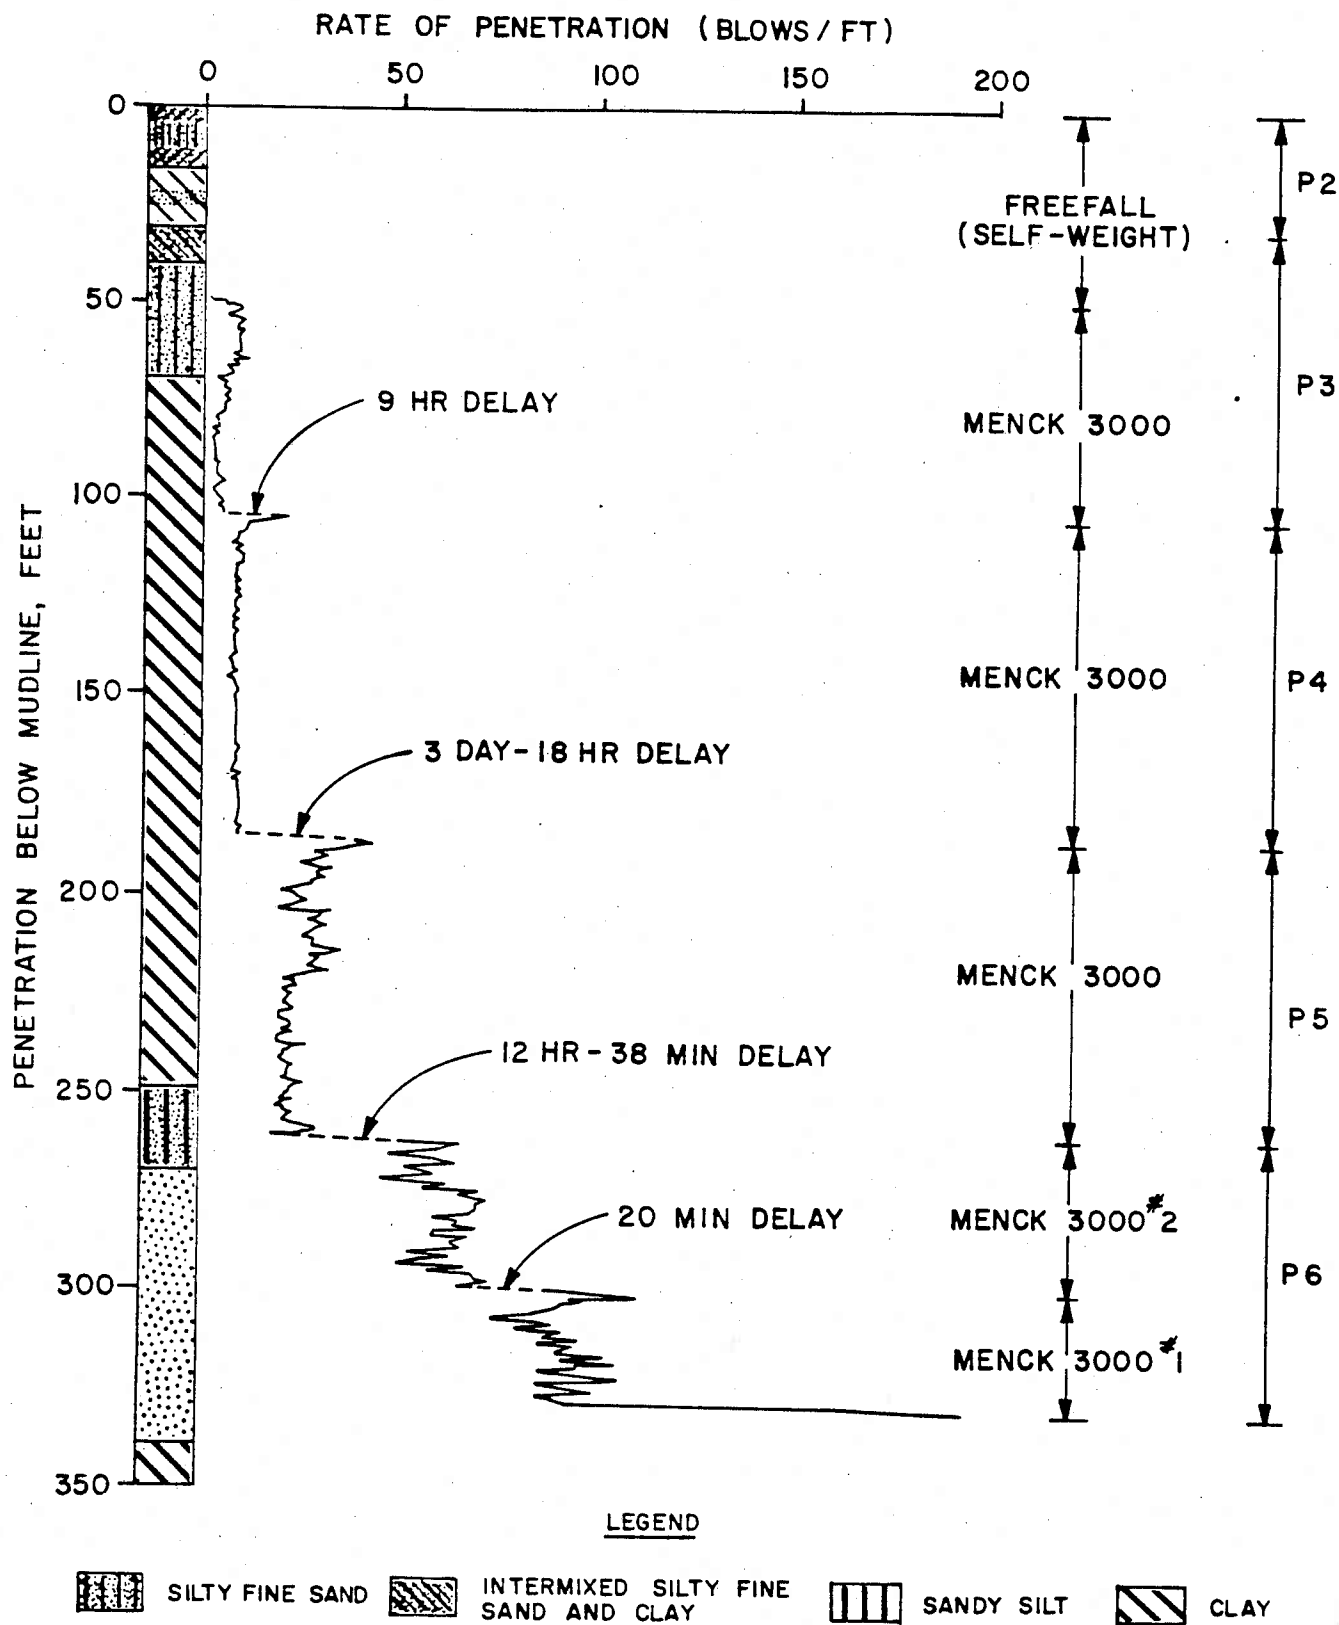 RATE OF PENETRATION (BLOWS / FT)
0 50 100 150 200
0
50
100
150
200
250
300
350
PENETRATION BELOW MUDLINE, FEET
FREEFALL
(SELF-WEIGHT)
P2
9 HR DELAY
MENCK 3000
P3
3 DAY-18 HR DELAY
MENCK 3000
P4
MENCK 3000
P5
12 HR-38 MIN DELAY
20 MIN DELAY
MENCK 3000 #2
P6
MENCK 3000 #1
LEGEND
SILTY FINE SAND
INTERMIXED SILTY FINE
SAND AND CLAY
SANDY SILT
CLAY